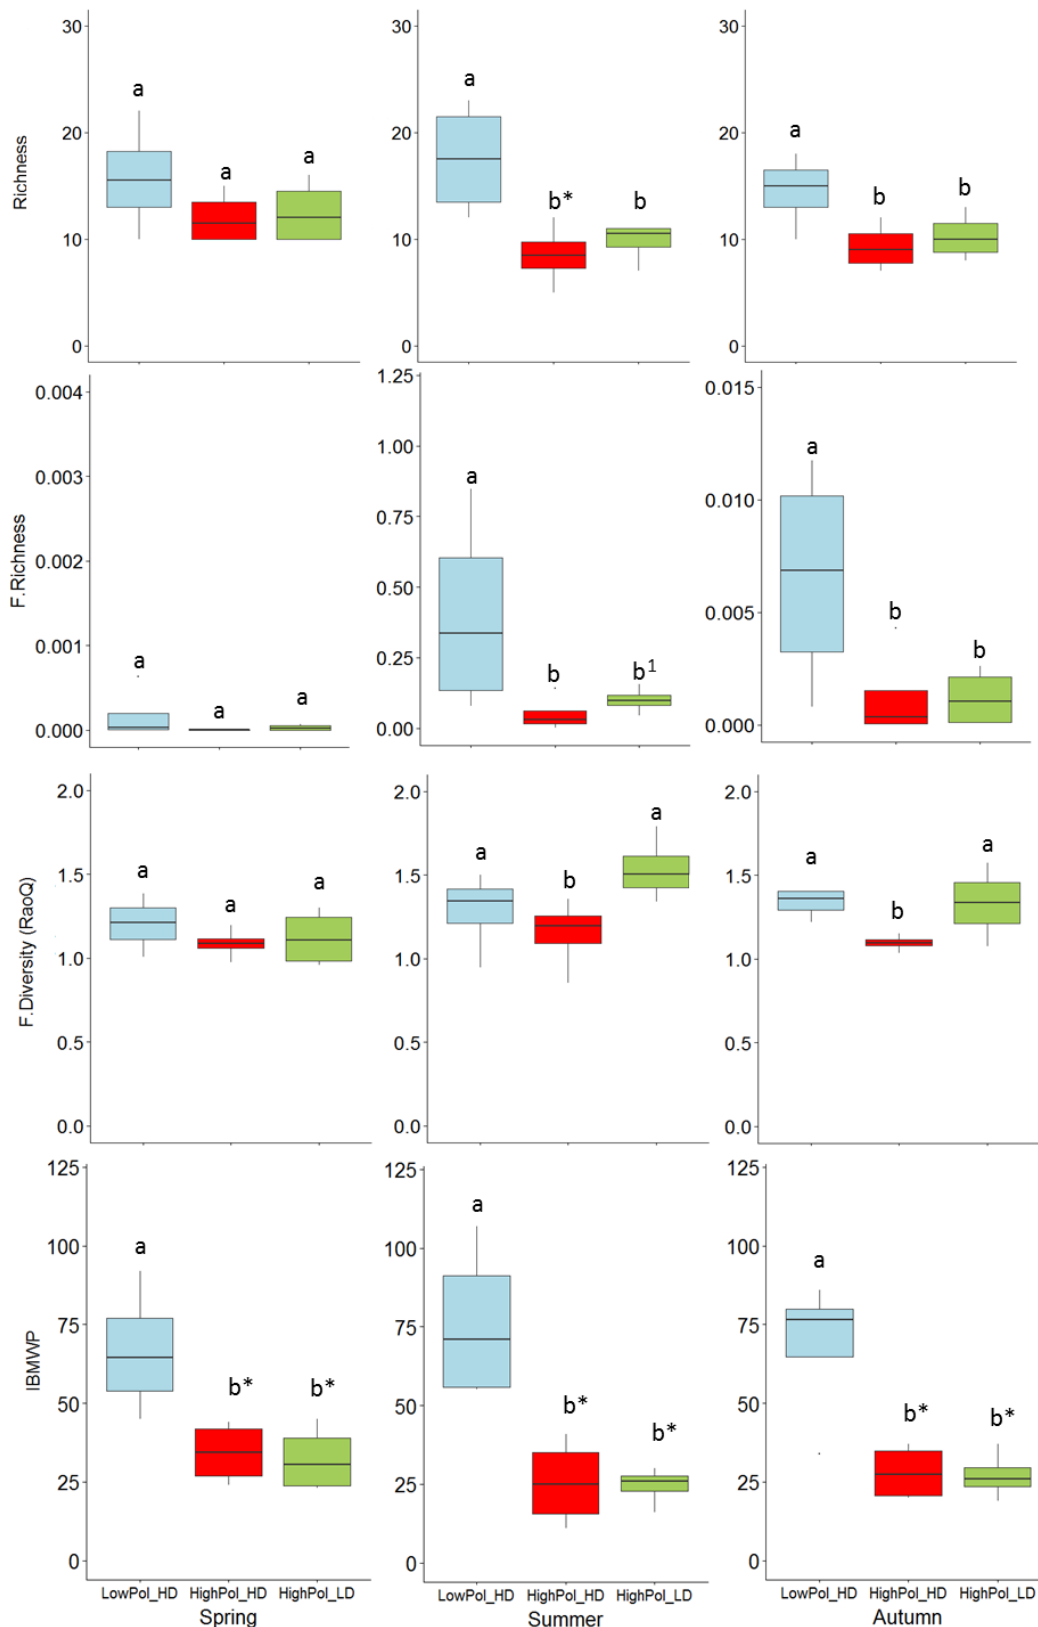 30
20
10
0
Richness
a
a
a
30
20
10
0
a
b*
b
30
20
10
0
a
b
b
0.004
0.003
0.002
0.001
0.000
F.Richness
a
a
a
1.25
1.00
0.75
0.50
0.25
0.00
a
b
b1
0.015
0.010
0.005
0.000
a
b
b
2.0
1.5
1.0
0.5
0.0
F.Diversity (RaoQ)
a
a
a
2.0
1.5
1.0
0.5
0.0
a
b
a
2.0
1.5
1.0
0.5
0.0
a
b
a
125
100
75
50
25
0
IBMWP
a
b*
b*
125
100
75
50
25
0
a
b*
b*
125
100
75
50
25
0
a
b*
b*
LowPol_HD HighPol_HD HighPol_LD
Spring
LowPol_HD HighPol_HD HighPol_LD
Summer
LowPol_HD HighPol_HD HighPol_LD
Autumn